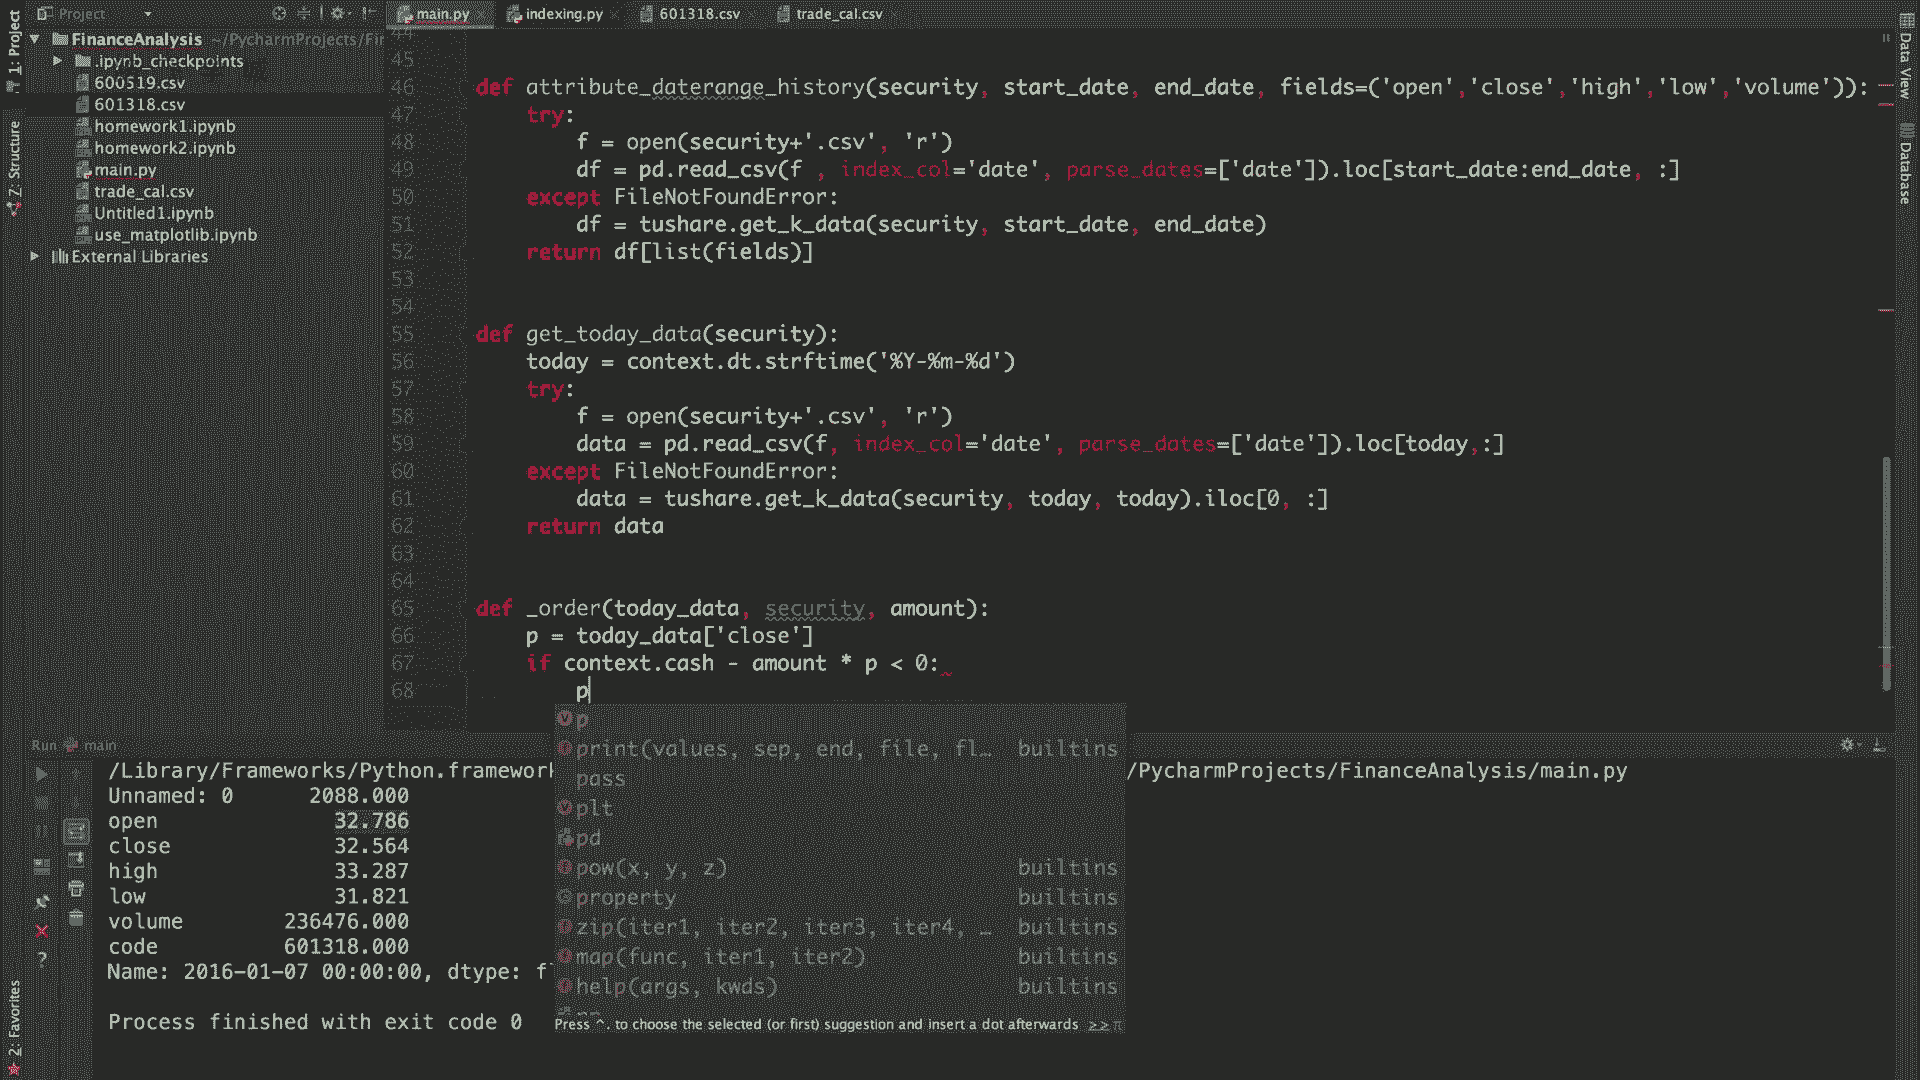 Project
main.py
indexing.py
601318.csv
trade_cal.csv
1: Project
FinanceAnalysis ~/PycharmProjects/Fin
.ipynb_checkpoints
600519.csv
601318.csv
homework1.ipynb
homework2.ipynb
main.py
trade_cal.csv
Untitled1.ipynb
use_matplotlib.ipynb
External Libraries
7: Structure
2: Favorites
Data View
Database
44
45
46 def attribute_daterange_history(security, start_date, end_date, fields=('open','close','high','low','volume')):
47 try:
48 f = open(security+'.csv', 'r')
49 df = pd.read_csv(f , index_col='date', parse_dates=['date']).loc[start_date:end_date, :]
50 except FileNotFoundError:
51 df = tushare.get_k_data(security, start_date, end_date)
52 return df[list(fields)]
53
54
55 def get_today_data(security):
56 today = context.dt.strftime('%Y-%m-%d')
57 try:
58 f = open(security+'.csv', 'r')
59 data = pd.read_csv(f, index_col='date', parse_dates=['date']).loc[today,:]
60 except FileNotFoundError:
61 data = tushare.get_k_data(security, today, today).iloc[0, :]
62 return data
63
64
65 def _order(today_data, security, amount):
66 p = today_data['close']
67 if context.cash - amount * p < 0:
68 p
p
print(values, sep, end, file, fl… builtins
pass
plt
pd
pow(x, y, z) builtins
property builtins
zip(iter1, iter2, iter3, iter4, … builtins
map(func, iter1, iter2) builtins
help(args, kwds) builtins
Press ^. to choose the selected (or first) suggestion and insert a dot afterwards >> π
Run main
/Library/Frameworks/Python.framework /PycharmProjects/FinanceAnalysis/main.py
Unnamed: 0 2088.000
open 32.786
close 32.564
high 33.287
low 31.821
volume 236476.000
code 601318.000
Name: 2016-01-07 00:00:00, dtype: fl
Process finished with exit code 0